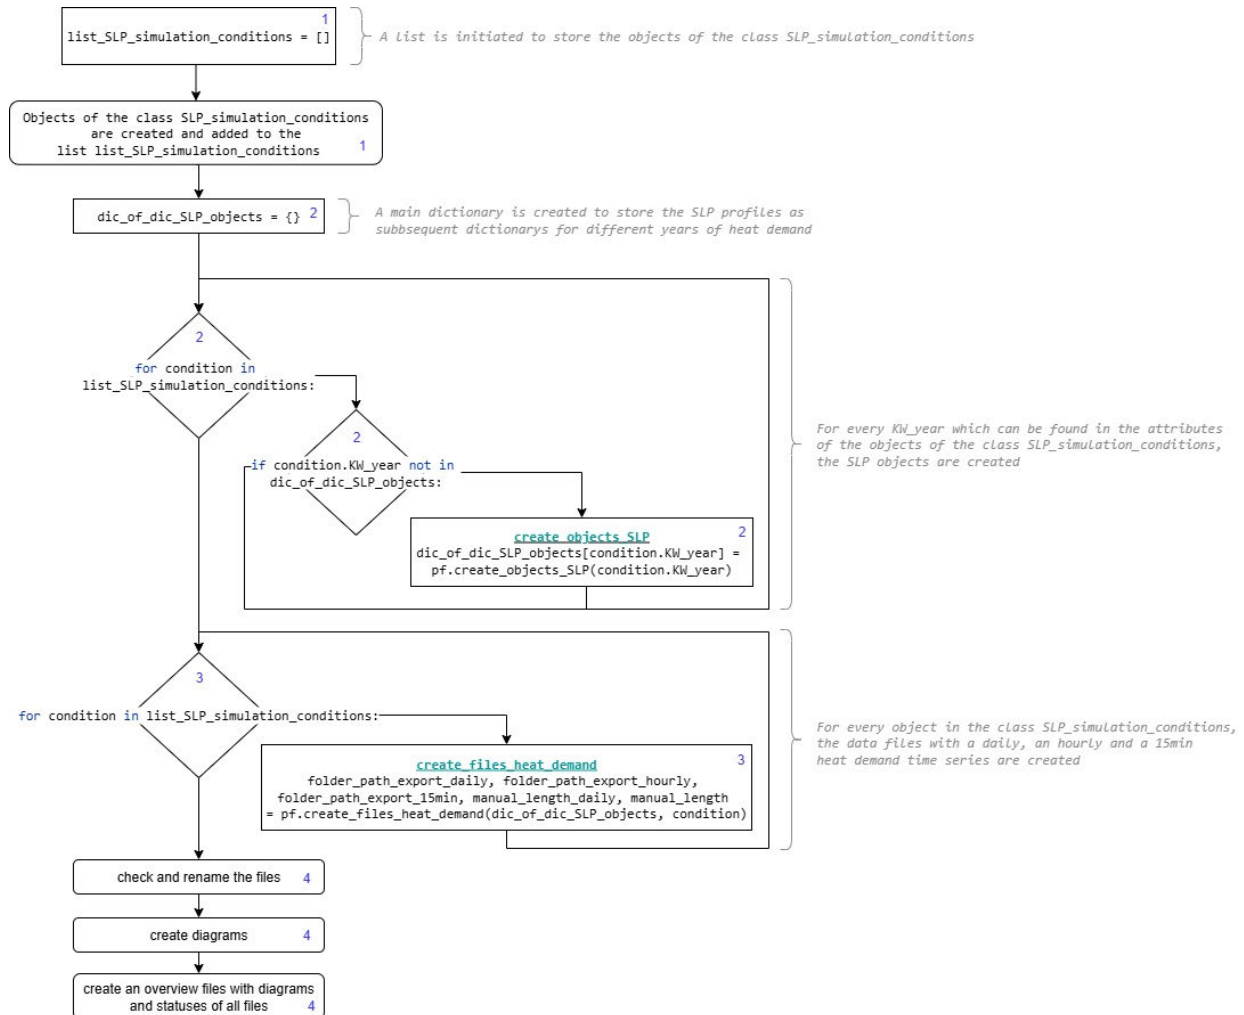 1
list_SLP_simulation_conditions = []
A list is initiated to store the objects of the class SLP_simulation_conditions
Objects of the class SLP_simulation_conditions
are created and added to the
list list_SLP_simulation_conditions
1
dic_of_dic_SLP_objects = {}
2
A main dictionary is created to store the SLP profiles as
subbsequent dictionarys for different years of heat demand
2
for condition in
list_SLP_simulation_conditions:
2
if condition.KW_year not in
dic_of_dic_SLP_objects:
create_objects_SLP
2
dic_of_dic_SLP_objects[condition.KW_year] =
pf.create_objects_SLP(condition.KW_year)
For every KW_year which can be found in the attributes
of the objects of the class SLP_simulation_conditions,
the SLP objects are created
3
for condition in list_SLP_simulation_conditions:
create_files_heat_demand
3
folder_path_export_daily, folder_path_export_hourly,
folder_path_export_15min, manual_length_daily, manual_length
= pf.create_files_heat_demand(dic_of_dic_SLP_objects, condition)
For every object in the class SLP_simulation_conditions,
the data files with a daily, an hourly and a 15min
heat demand time series are created
check and rename the files
4
create diagrams
4
create an overview files with diagrams
and statuses of all files
4